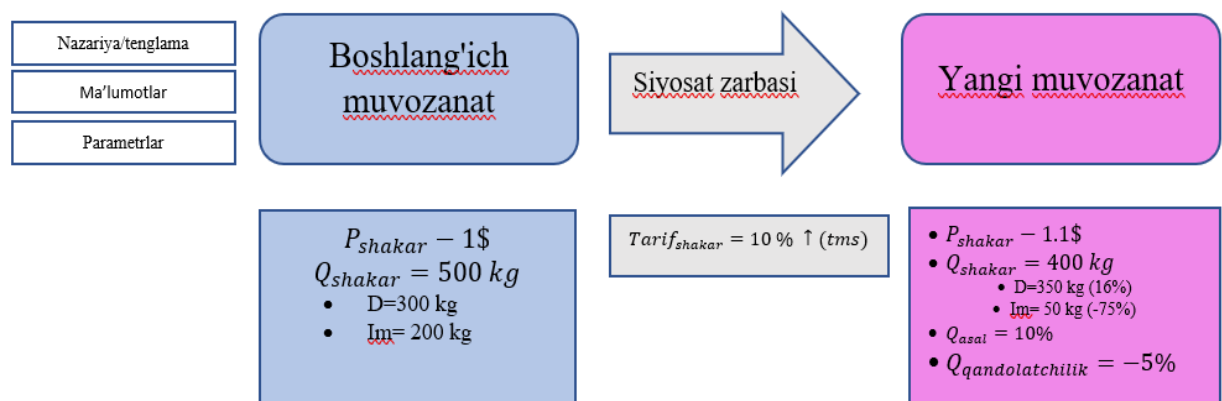 Nazariya/tenglama
Ma’lumotlar
Parametrlar
Boshlang'ich
muvozanat
Siyosat zarbasi
Yangi muvozanat
P_shakar − 1$
Q_shakar = 500 kg
• D=300 kg
• Im= 200 kg
Tarif_shakar = 10 % ↑ (tms)
• P_shakar − 1.1$
• Q_shakar = 400 kg
• D=350 kg (16%)
• Im= 50 kg (-75%)
• Q_asal = 10%
• Q_qandolatchilik = −5%